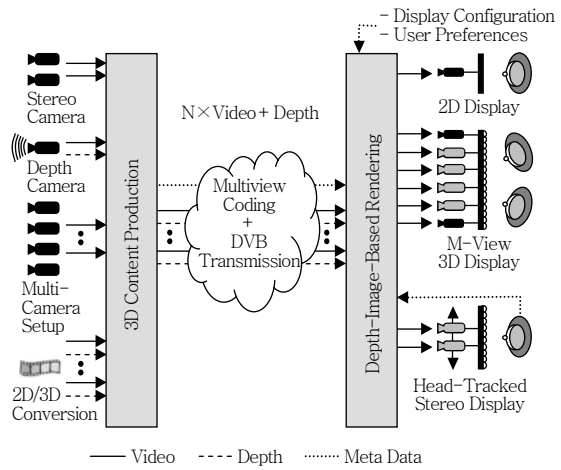 - Display Configuration
- User Preferences
Stereo
Camera
Depth
Camera
Multi-
Camera
Setup
2D/3D
Conversion
3D Content Production
N×Video+Depth
Multiview
Coding
+
DVB
Transmission
Depth-Image-Based Rendering
2D Display
M-View
3D Display
Head-Tracked
Stereo Display
Video
Depth
Meta Data